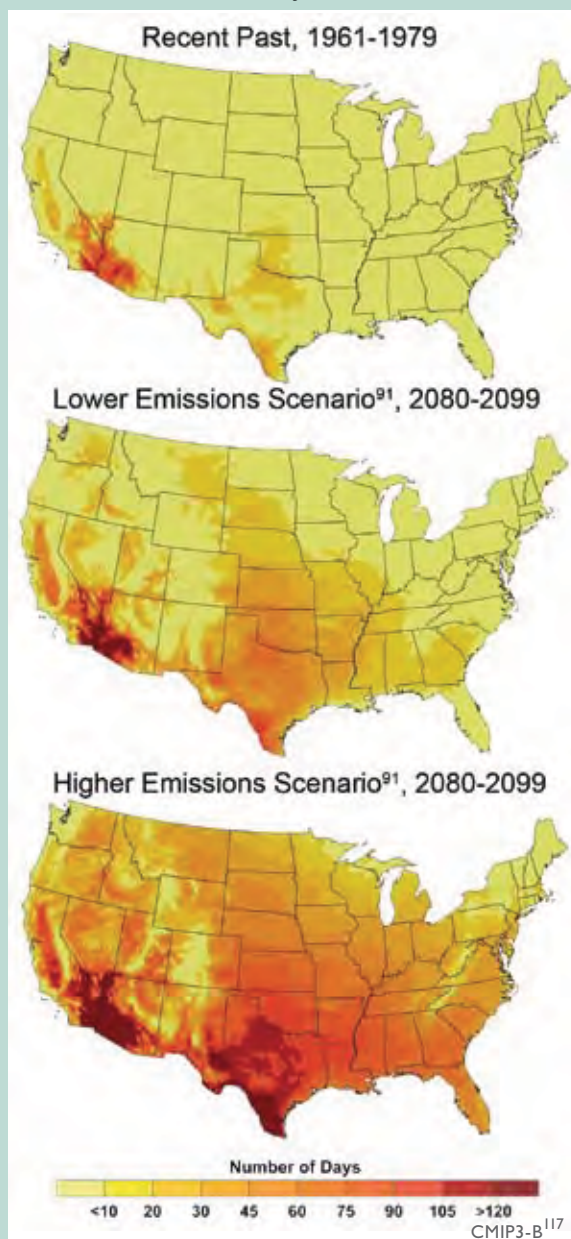 Recent Past, 1961-1979
Lower Emissions Scenario⁹¹, 2080-2099
Higher Emissions Scenario⁹¹, 2080-2099
Number of Days
<10 20 30 45 60 75 90 105 >120
CMIP3-B¹¹⁷